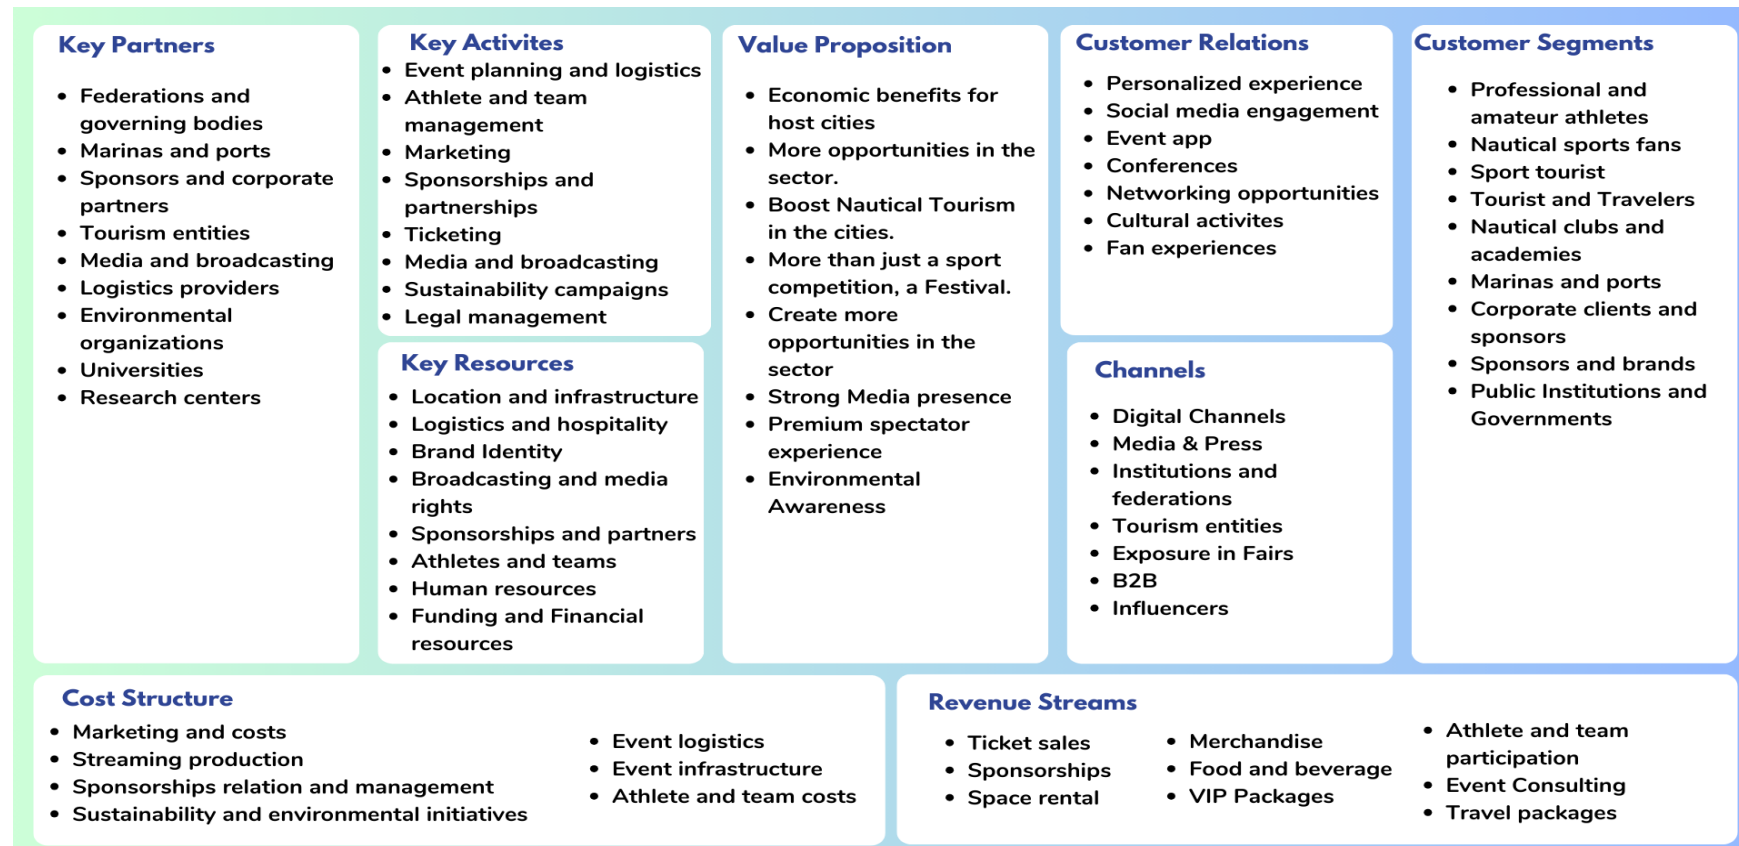 Key Partners
• Federations and
governing bodies
• Marinas and ports
• Sponsors and corporate
partners
• Tourism entities
• Media and broadcasting
• Logistics providers
• Environmental
organizations
• Universities
• Research centers
Key Activites
• Event planning and logistics
• Athlete and team
management
• Marketing
• Sponsorships and
partnerships
• Ticketing
• Media and broadcasting
• Sustainability campaigns
• Legal management
Key Resources
• Location and infrastructure
• Logistics and hospitality
• Brand Identity
• Broadcasting and media
rights
• Sponsorships and partners
• Athletes and teams
• Human resources
• Funding and Financial
resources
Value Proposition
• Economic benefits for
host cities
• More opportunities in the
sector.
• Boost Nautical Tourism
in the cities.
• More than just a sport
competition, a Festival.
• Create more
opportunities in the
sector
• Strong Media presence
• Premium spectator
experience
• Environmental
Awareness
Customer Relations
• Personalized experience
• Social media engagement
• Event app
• Conferences
• Networking opportunities
• Cultural activites
• Fan experiences
Channels
• Digital Channels
• Media & Press
• Institutions and
federations
• Tourism entities
• Exposure in Fairs
• B2B
• Influencers
Customer Segments
• Professional and
amateur athletes
• Nautical sports fans
• Sport tourist
• Tourist and Travelers
• Nautical clubs and
academies
• Marinas and ports
• Corporate clients and
sponsors
• Sponsors and brands
• Public Institutions and
Governments
Cost Structure
• Marketing and costs
• Streaming production
• Sponsorships relation and management
• Sustainability and environmental initiatives
• Event logistics
• Event infrastructure
• Athlete and team costs
Revenue Streams
• Ticket sales
• Sponsorships
• Space rental
• Merchandise
• Food and beverage
• VIP Packages
• Athlete and team
participation
• Event Consulting
• Travel packages